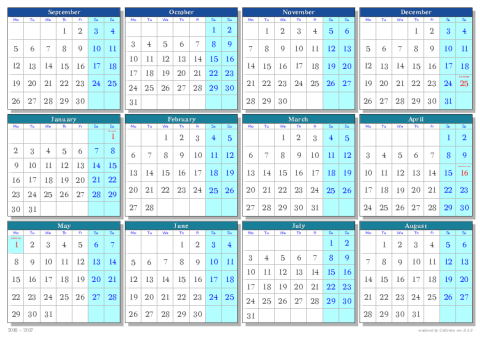 September
Mo Tu We Th Fr Sa Su
1 2 3 4
5 6 7 8 9 10 11
12 13 14 15 16 17 18
19 20 21 22 23 24 25
26 27 28 29 30
October
Mo Tu We Th Fr Sa Su
1 2
3 4 5 6 7 8 9
10 11 12 13 14 15 16
17 18 19 20 21 22 23
24 25 26 27 28 29 30
31
November
Mo Tu We Th Fr Sa Su
1 2 3 4 5 6
7 8 9 10 11 12 13
14 15 16 17 18 19 20
21 22 23 24 25 26 27
28 29 30
December
Mo Tu We Th Fr Sa Su
1 2 3 4
5 6 7 8 9 10 11
12 13 14 15 16 17 18
19 20 21 22 23 24 25
26 27 28 29 30 31
January
Mo Tu We Th Fr Sa Su
1
2 3 4 5 6 7 8
9 10 11 12 13 14 15
16 17 18 19 20 21 22
23 24 25 26 27 28 29
30 31
February
Mo Tu We Th Fr Sa Su
1 2 3 4 5
6 7 8 9 10 11 12
13 14 15 16 17 18 19
20 21 22 23 24 25 26
27 28
March
Mo Tu We Th Fr Sa Su
1 2 3 4 5
6 7 8 9 10 11 12
13 14 15 16 17 18 19
20 21 22 23 24 25 26
27 28 29 30 31
April
Mo Tu We Th Fr Sa Su
1 2
3 4 5 6 7 8 9
10 11 12 13 14 15 16
17 18 19 20 21 22 23
24 25 26 27 28 29 30
May
Mo Tu We Th Fr Sa Su
1 2 3 4 5 6 7
8 9 10 11 12 13 14
15 16 17 18 19 20 21
22 23 24 25 26 27 28
29 30 31
June
Mo Tu We Th Fr Sa Su
1 2 3 4
5 6 7 8 9 10 11
12 13 14 15 16 17 18
19 20 21 22 23 24 25
26 27 28 29 30
July
Mo Tu We Th Fr Sa Su
1 2
3 4 5 6 7 8 9
10 11 12 13 14 15 16
17 18 19 20 21 22 23
24 25 26 27 28 29 30
31
August
Mo Tu We Th Fr Sa Su
1 2 3 4 5 6
7 8 9 10 11 12 13
14 15 16 17 18 19 20
21 22 23 24 25 26 27
28 29 30 31
2016 - 2017